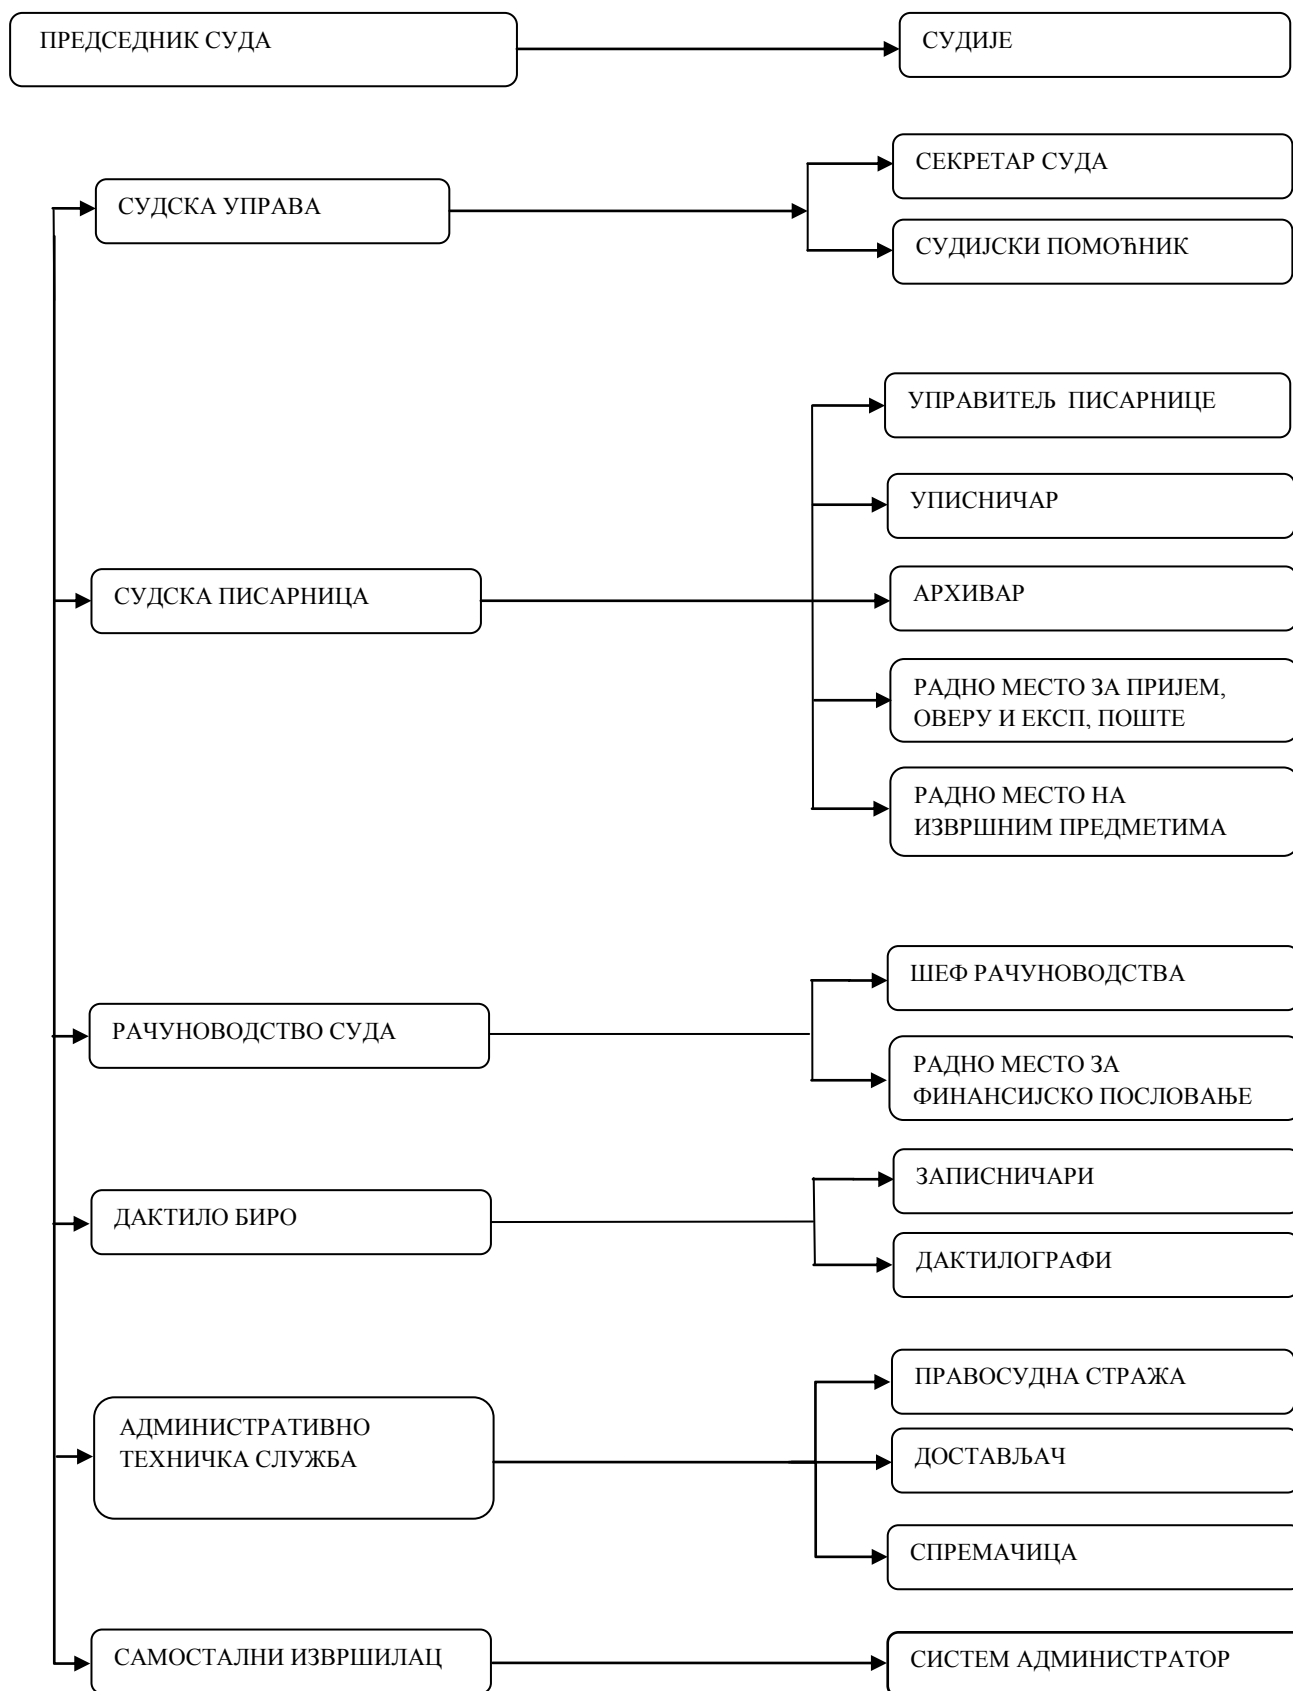 ПРЕДСЕДНИК СУДА
СУДИЈЕ
СУДСКА УПРАВА
СЕКРЕТАР СУДА
СУДИЈСКИ ПОМОЋНИК
СУДСКА ПИСАРНИЦА
УПРАВИТЕЉ ПИСАРНИЦЕ
УПИСНИЧАР
АРХИВАР
РАДНО МЕСТО ЗА ПРИЈЕМ,
ОВЕРУ И ЕКСП, ПОШТЕ
РАДНО МЕСТО НА
ИЗВРШНИМ ПРЕДМЕТИМА
РАЧУНОВОДСТВО СУДА
ШЕФ РАЧУНОВОДСТВА
РАДНО МЕСТО ЗА
ФИНАНСИЈСКО ПОСЛОВАЊЕ
ДАКТИЛО БИРО
ЗАПИСНИЧАРИ
ДАКТИЛОГРАФИ
АДМИНИСТРАТИВНО
ТЕХНИЧКА СЛУЖБА
ПРАВОСУДНА СТРАЖА
ДОСТАВЉАЧ
СПРЕМАЧИЦА
САМОСТАЛНИ ИЗВРШИЛАЦ
СИСТЕМ АДМИНИСТРАТОР